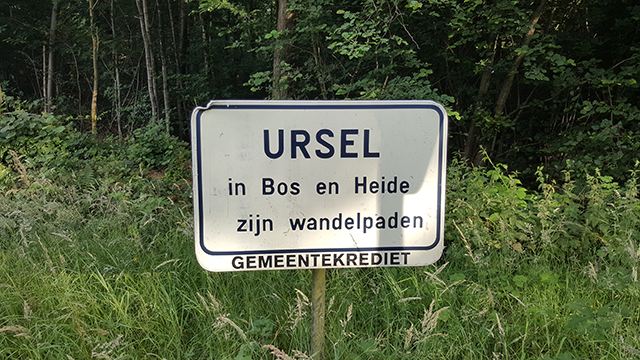 URSEL
in Bos en Heide
zijn wandelpaden
GEMEENTEKREDIET